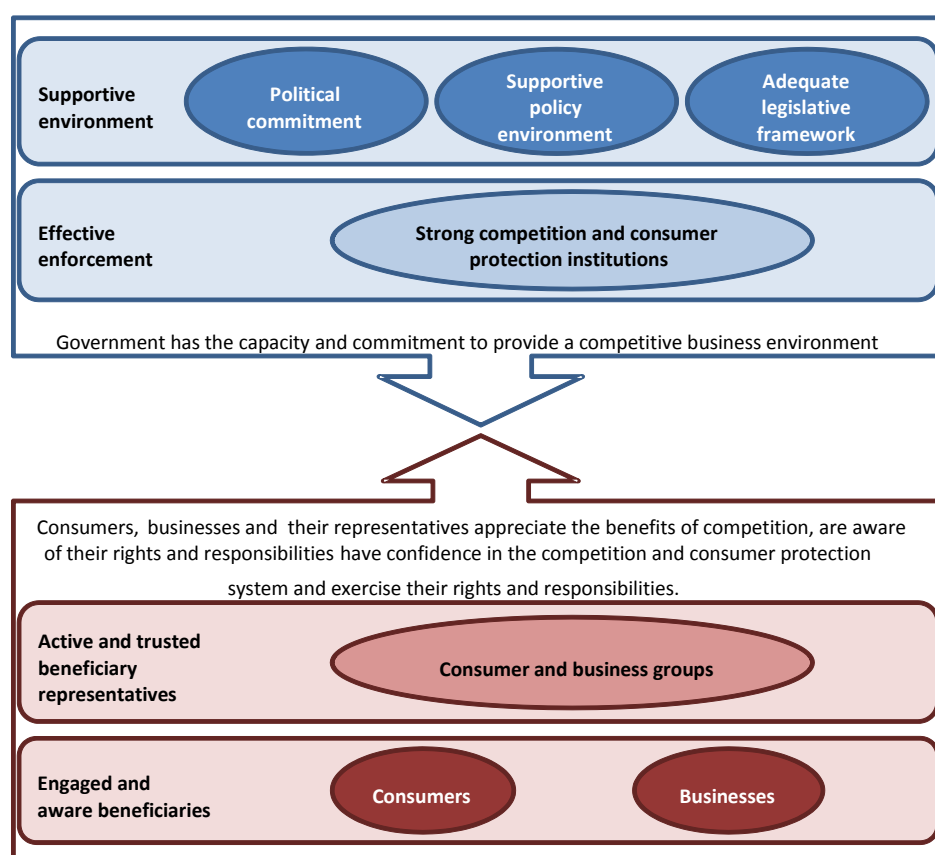 Supportive
environment
Political
commitment
Supportive
policy
environment
Adequate
legislative
framework
Effective
enforcement
Strong competition and consumer
protection institutions
Government has the capacity and commitment to provide a competitive business environment
Consumers, businesses and their representatives appreciate the benefits of competition, are aware
of their rights and responsibilities have confidence in the competition and consumer protection
system and exercise their rights and responsibilities.
Active and trusted
beneficiary
representatives
Consumer and business groups
Engaged and
aware beneficiaries
Consumers
Businesses